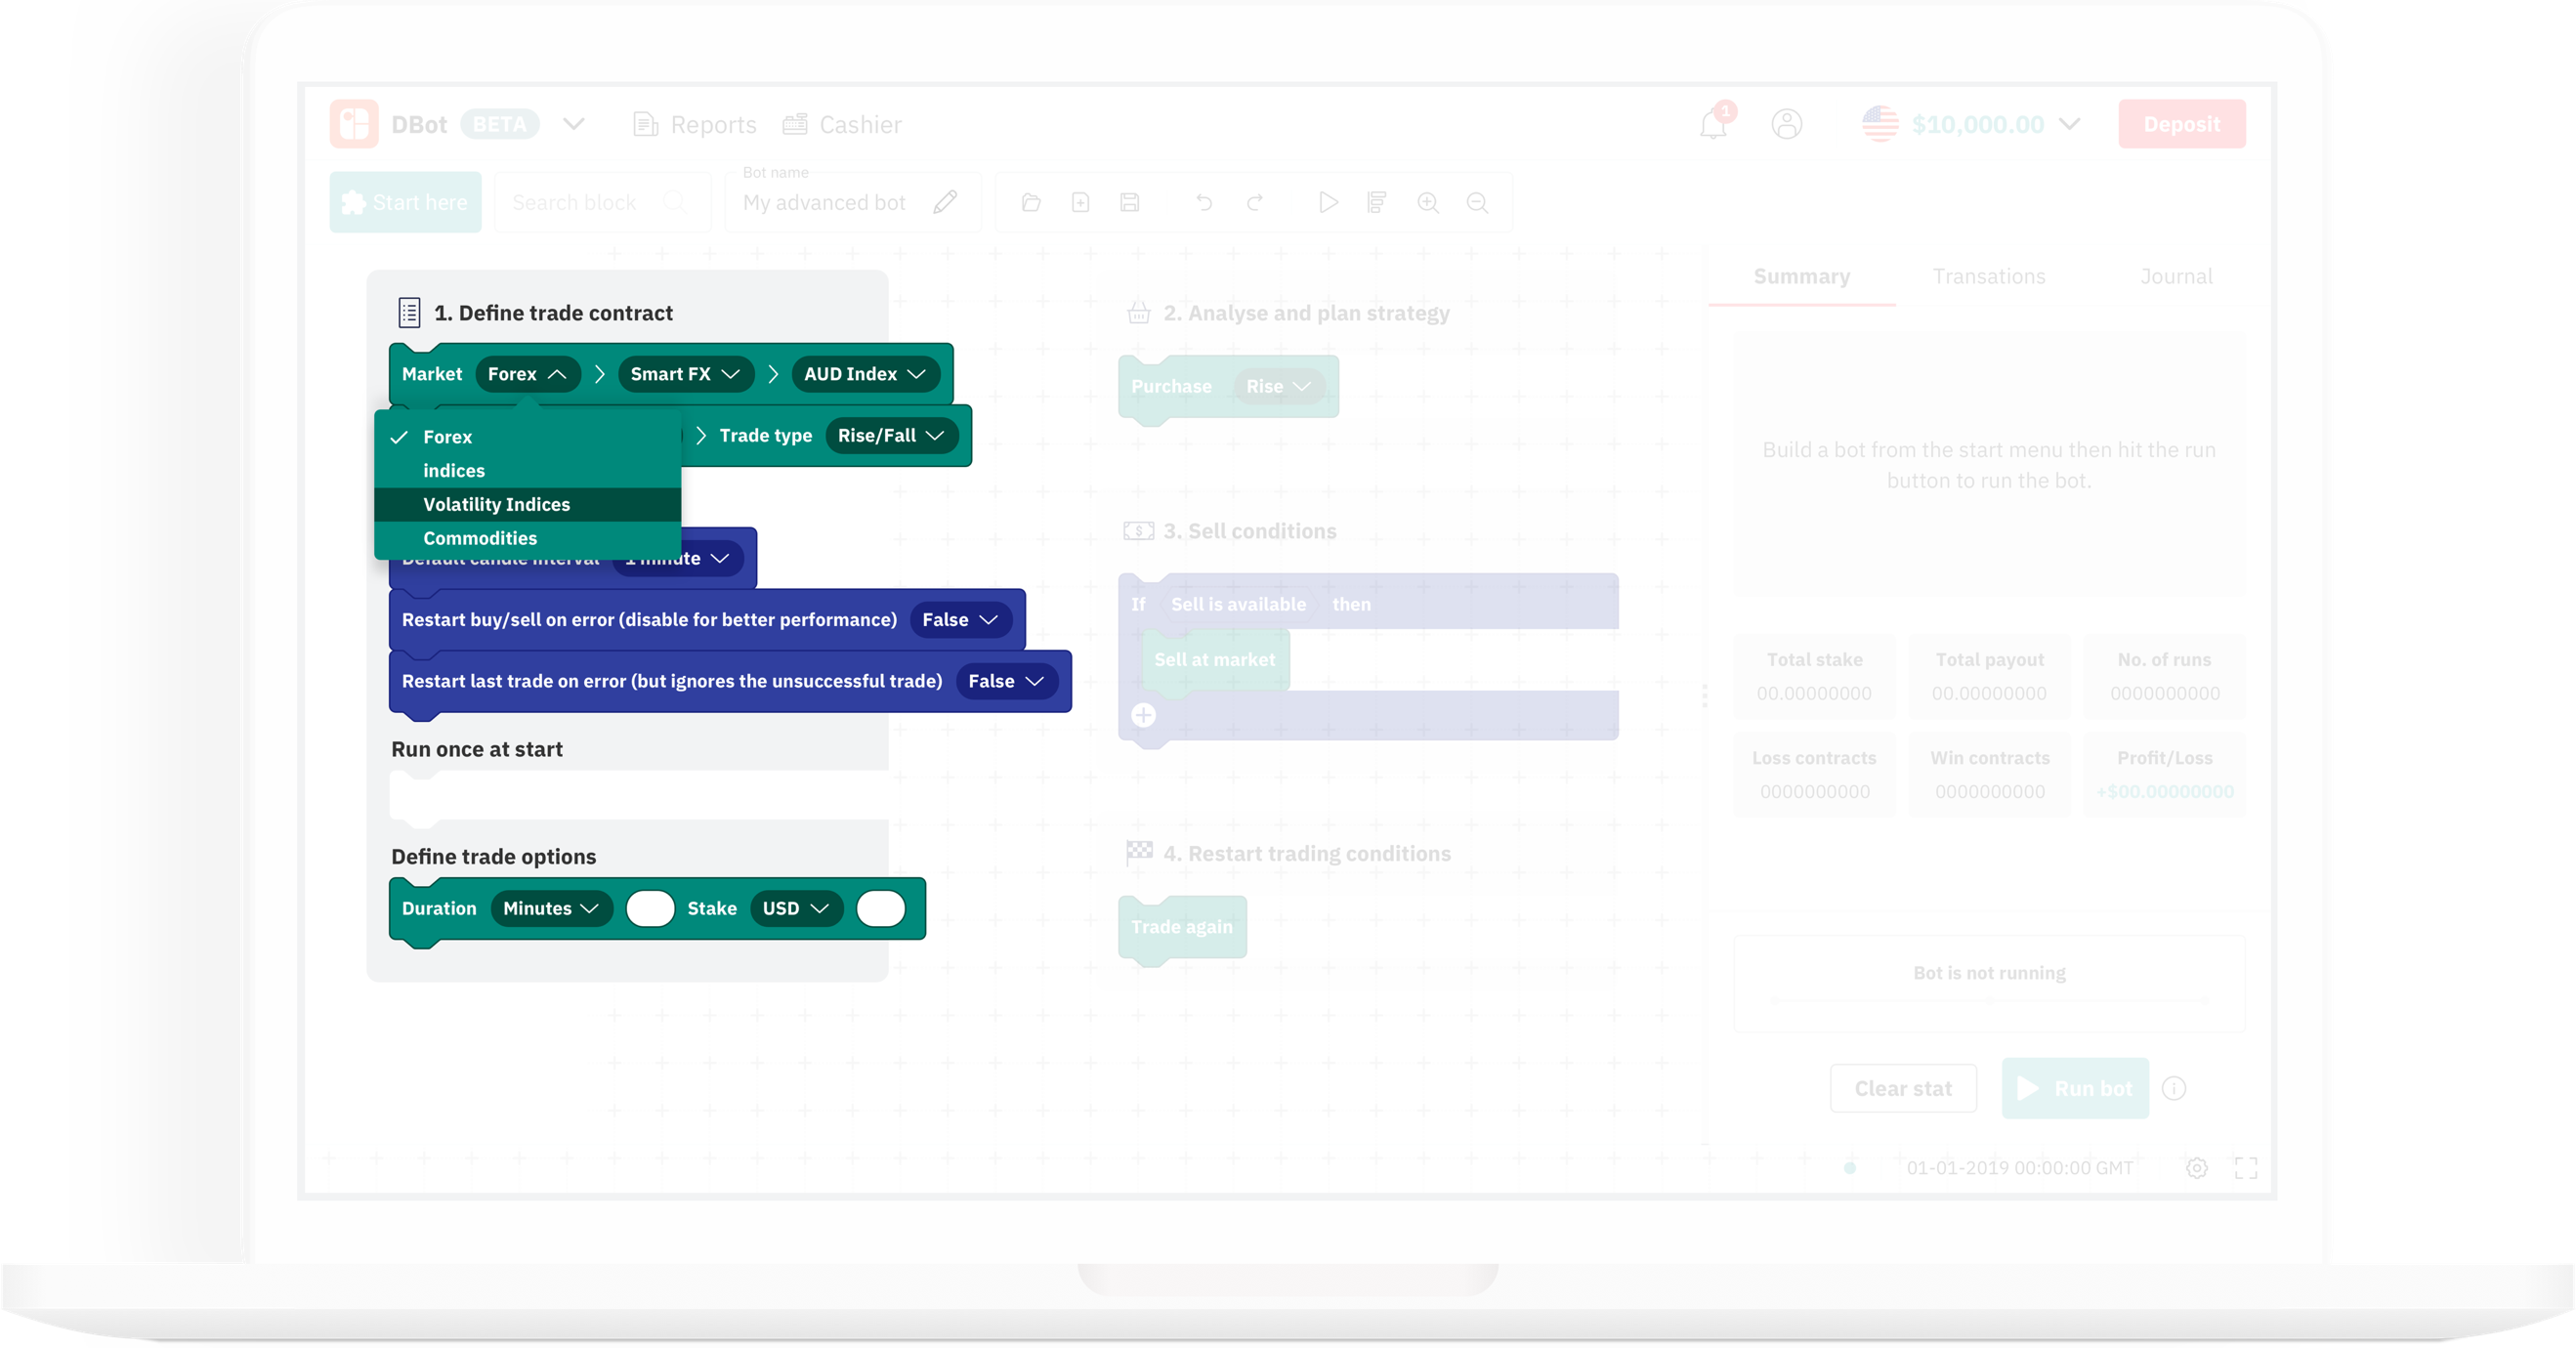 DBot BETA Reports Cashier 1 $10,000.00 Deposit
Start here Search block Bot name
My advanced bot
1. Define trade contract
Market Forex Smart FX AUD Index
Trade type Rise/Fall
Forex
indices
Volatility Indices
Commodities
Default candle interval 1 minute
Restart buy/sell on error (disable for better performance) False
Restart last trade on error (but ignores the unsuccessful trade) False
Run once at start
Define trade options
Duration Minutes Stake USD
2. Analyse and plan strategy
Purchase Rise
3. Sell conditions
If Sell is available then
Sell at market
4. Restart trading conditions
Trade again
Summary Transations Journal
Build a bot from the start menu then hit the run
button to run the bot.
Total stake Total payout No. of runs
00.00000000 00.00000000 0000000000
Loss contracts Win contracts Profit/Loss
0000000000 0000000000 +$00.00000000
Bot is not running
Clear stat Run bot
01-01-2019 00:00:00 GMT